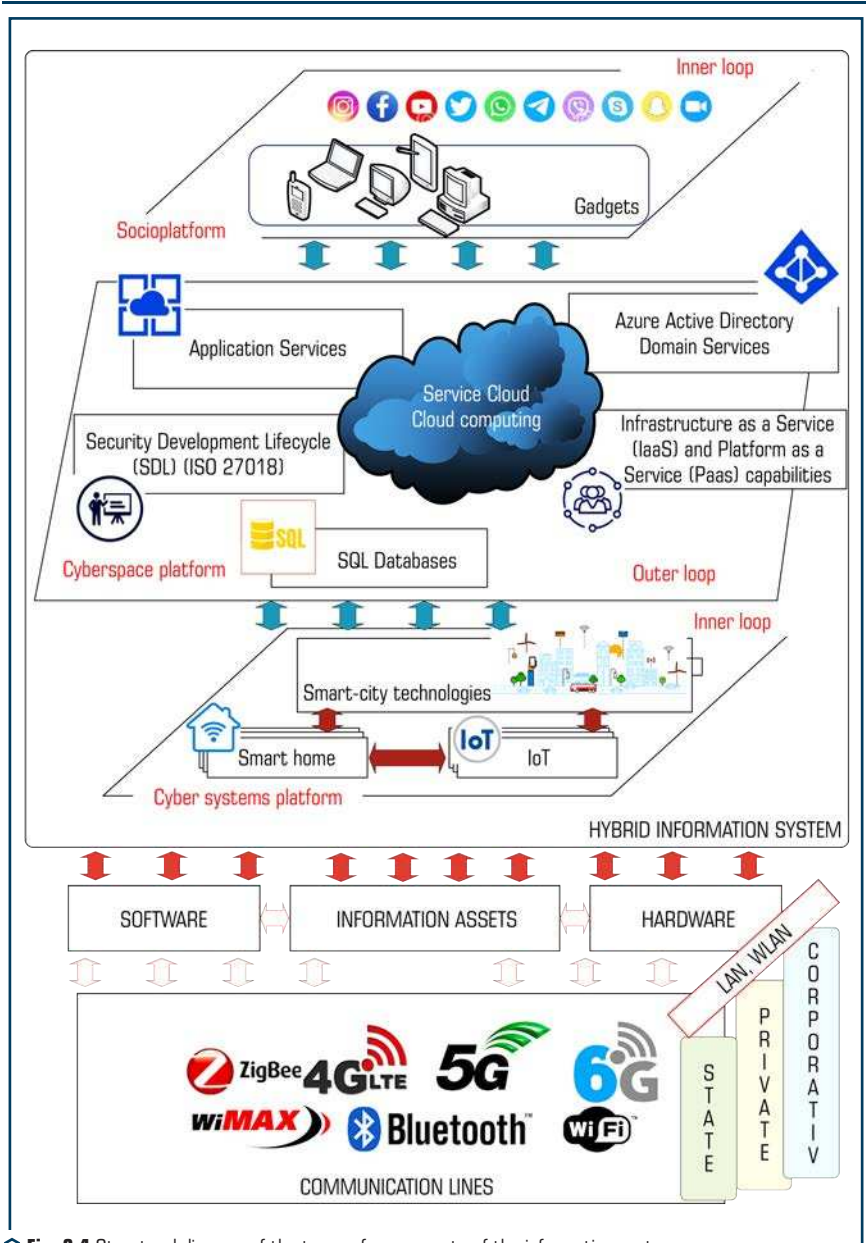 Inner loop
Gadgets
Socioplatform
Application Services
Azure Active Directory
Domain Services
Service Cloud
Cloud computing
Security Development Lifecycle
(SDL) (ISO 27018)
Infrastructure as a Service
(IaaS) and Platform as a
Service (Paas) capabilities
SQL
SQL Databases
Cyberspace platform
Outer loop
Inner loop
Smart-city technologies
IoT
Smart home
IoT
Cyber systems platform
HYBRID INFORMATION SYSTEM
SOFTWARE
INFORMATION ASSETS
HARDWARE
LAN, WLAN
CORPORATIV
PRIVATE
STATE
ZigBee
4G LTE
5G
6G
WiMAX
Bluetooth™
WiFi
COMMUNICATION LINES